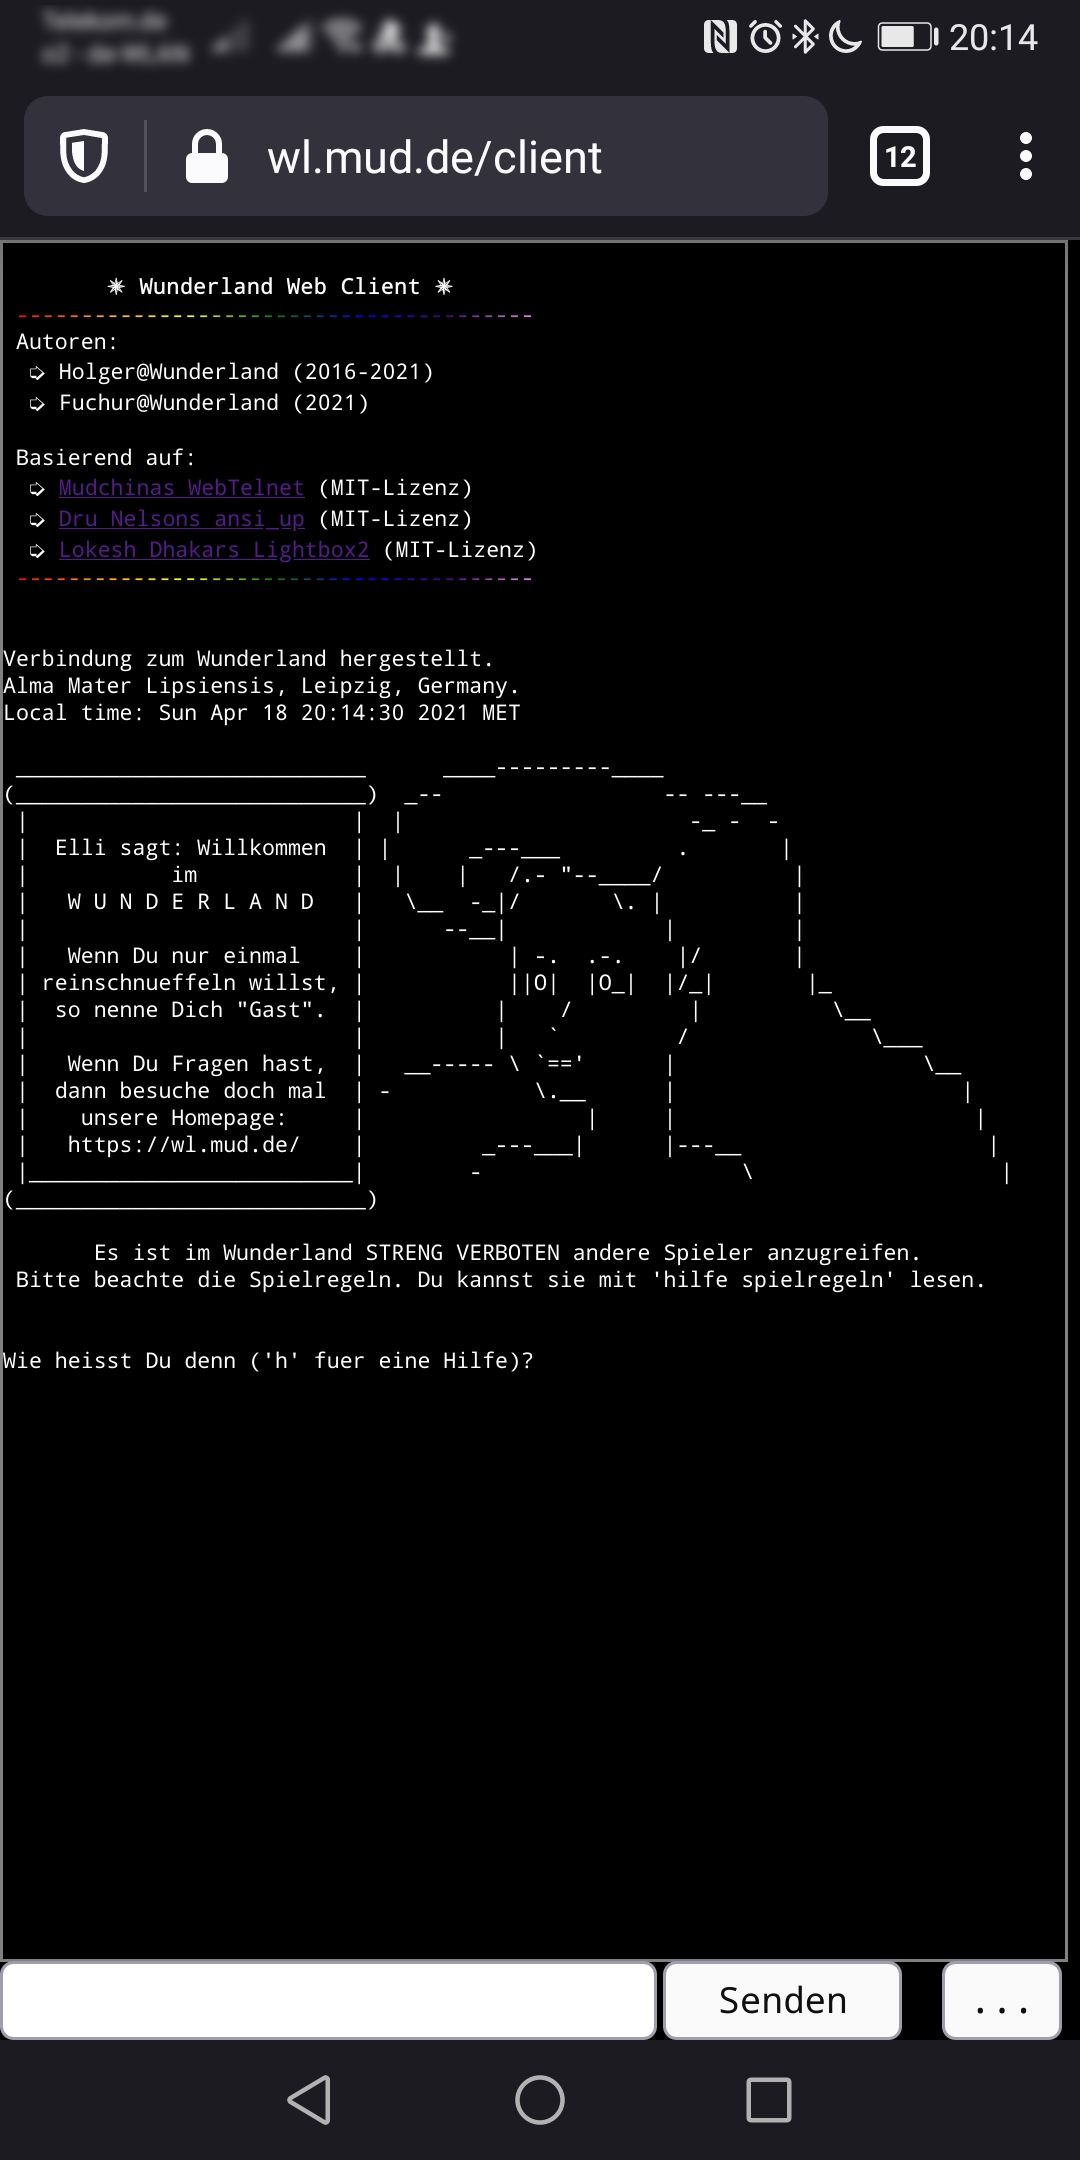 20:14
wl.mud.de/client
12
✷ Wunderland Web Client ✷
----------------------------------------
Autoren:
➯ Holger@Wunderland (2016-2021)
➯ Fuchur@Wunderland (2021)
Basierend auf:
➯ Mudchinas WebTelnet (MIT-Lizenz)
➯ Dru Nelsons ansi_up (MIT-Lizenz)
➯ Lokesh Dhakars Lightbox2 (MIT-Lizenz)
----------------------------------------
Verbindung zum Wunderland hergestellt.
Alma Mater Lipsiensis, Leipzig, Germany.
Local time: Sun Apr 18 20:14:30 2021 MET
Elli sagt: Willkommen
im
W U N D E R L A N D
Wenn Du nur einmal
reinschnueffeln willst,
so nenne Dich "Gast".
Wenn Du Fragen hast,
dann besuche doch mal
unsere Homepage:
https://wl.mud.de/
Es ist im Wunderland STRENG VERBOTEN andere Spieler anzugreifen.
Bitte beachte die Spielregeln. Du kannst sie mit 'hilfe spielregeln' lesen.
Wie heisst Du denn ('h' fuer eine Hilfe)?
Senden
...